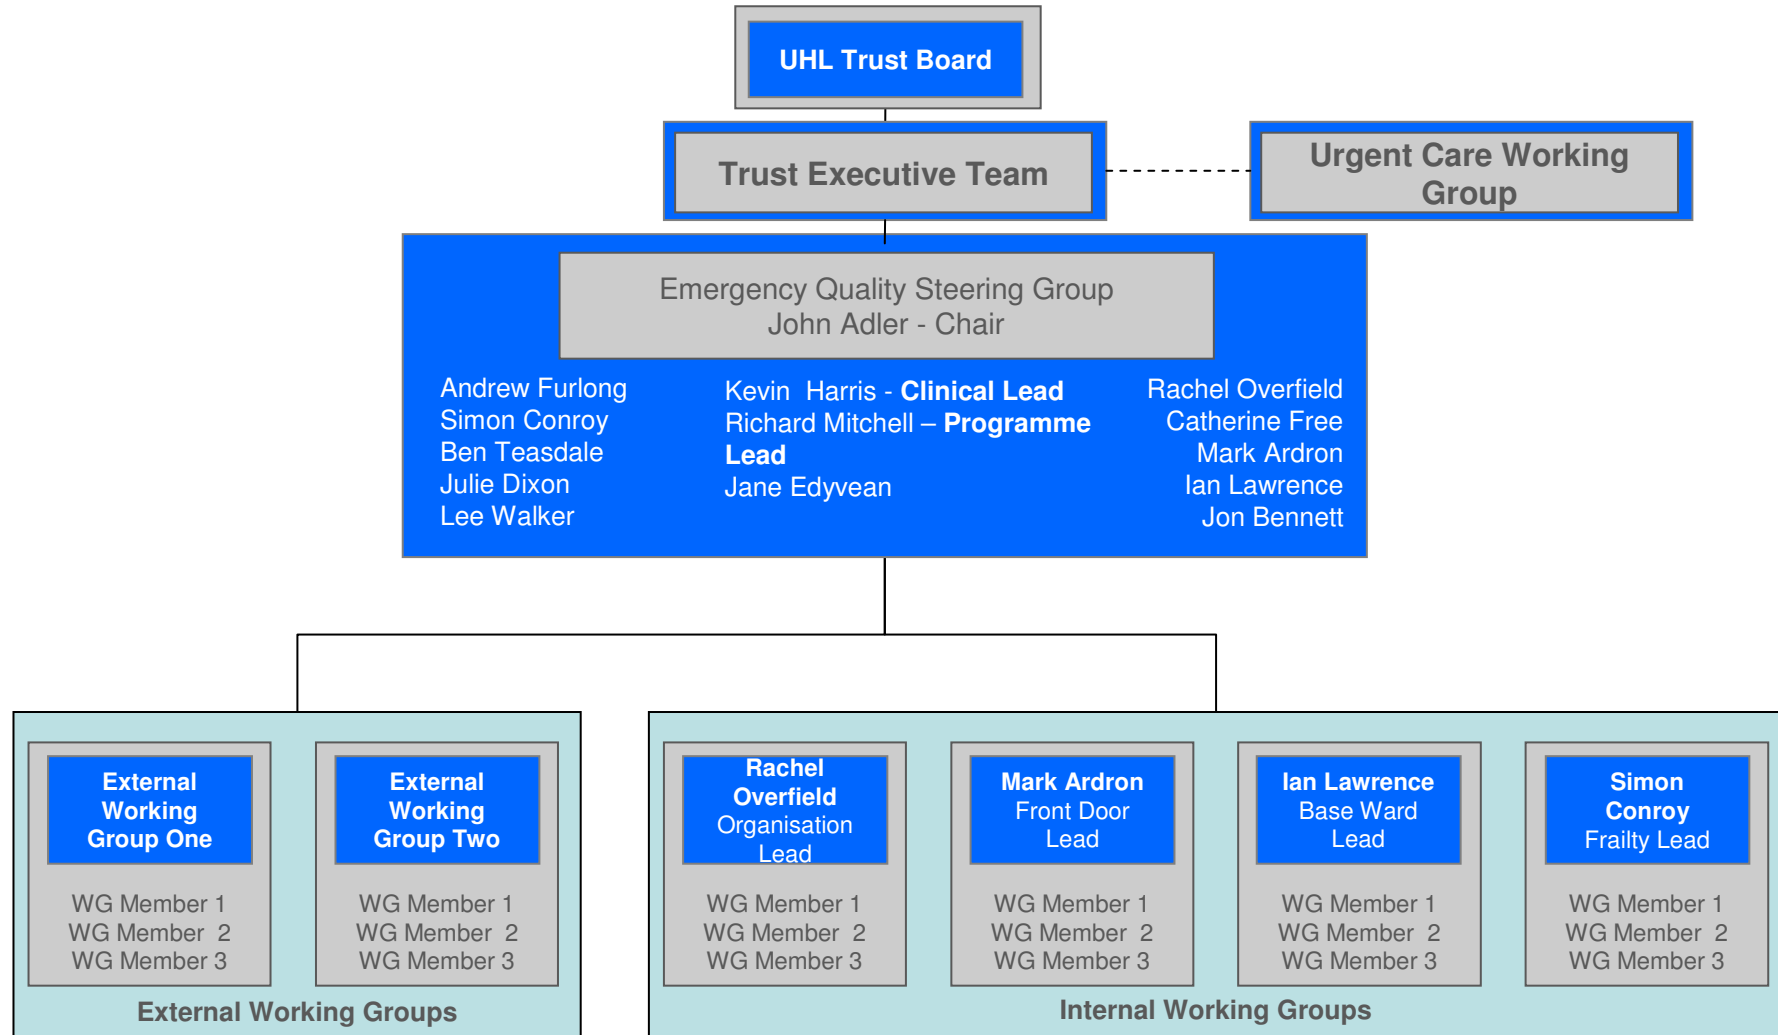 UHL Trust Board
Trust Executive Team
Urgent Care Working
Group
Emergency Quality Steering Group
John Adler - Chair
Andrew Furlong
Simon Conroy
Ben Teasdale
Julie Dixon
Lee Walker
Kevin  Harris - Clinical Lead
Richard Mitchell – Programme
Lead
Jane Edyvean
Rachel Overfield
Catherine Free
Mark Ardron
Ian Lawrence
Jon Bennett
External
Working
Group One
WG Member 1
WG Member  2
WG Member 3
External
Working
Group Two
WG Member 1
WG Member  2
WG Member 3
External Working Groups
Rachel
Overfield
Organisation
Lead
WG Member 1
WG Member  2
WG Member 3
Mark Ardron
Front Door
Lead
WG Member 1
WG Member  2
WG Member 3
Ian Lawrence
Base Ward
Lead
WG Member 1
WG Member  2
WG Member 3
Simon
Conroy
Frailty Lead
WG Member 1
WG Member  2
WG Member 3
Internal Working Groups